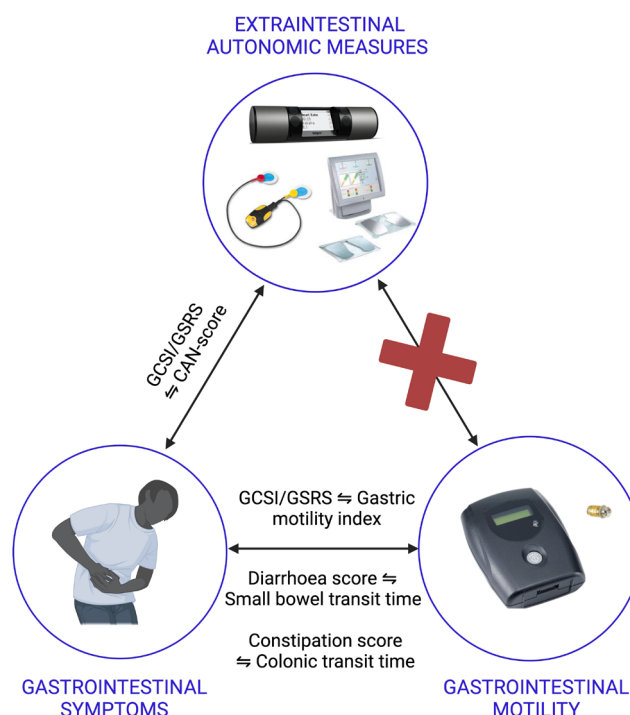 EXTRAINTESTINAL
AUTONOMIC MEASURES
GCSI/GSRS
⇋ CAN-score
GCSI/GSRS ⇋ Gastric
motility index
Diarrhoea score ⇋
Small bowel transit time
Constipation score
⇋ Colonic transit time
GASTROINTESTINAL
SYMPTOMS
GASTROINTESTINAL
MOTILITY